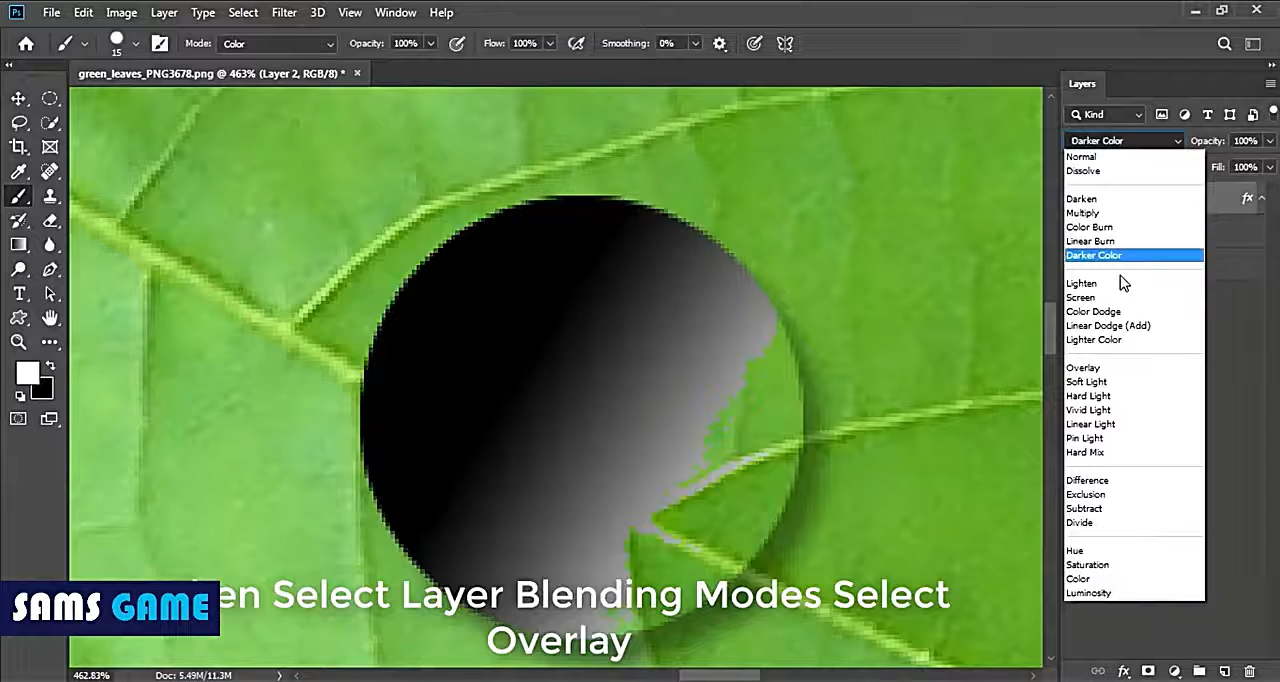 Ps File Edit Image Layer Type Select Filter 3D View Window Help
15 Mode: Color Opacity: 100% Flow: 100% Smoothing: 0%
green_leaves_PNG3678.png @ 463% (Layer 2, RGB/8) *
Layers
Kind
Darker Color Opacity: 100%
Fill: 100%
fx
Normal
Dissolve
Darken
Multiply
Color Burn
Linear Burn
Darker Color
Lighten
Screen
Color Dodge
Linear Dodge (Add)
Lighter Color
Overlay
Soft Light
Hard Light
Vivid Light
Linear Light
Pin Light
Hard Mix
Difference
Exclusion
Subtract
Divide
Hue
Saturation
Color
Luminosity
SAMS GAME
en Select Layer Blending Modes Select
Overlay
462.83% Doc: 5.49M/11.3M
fx